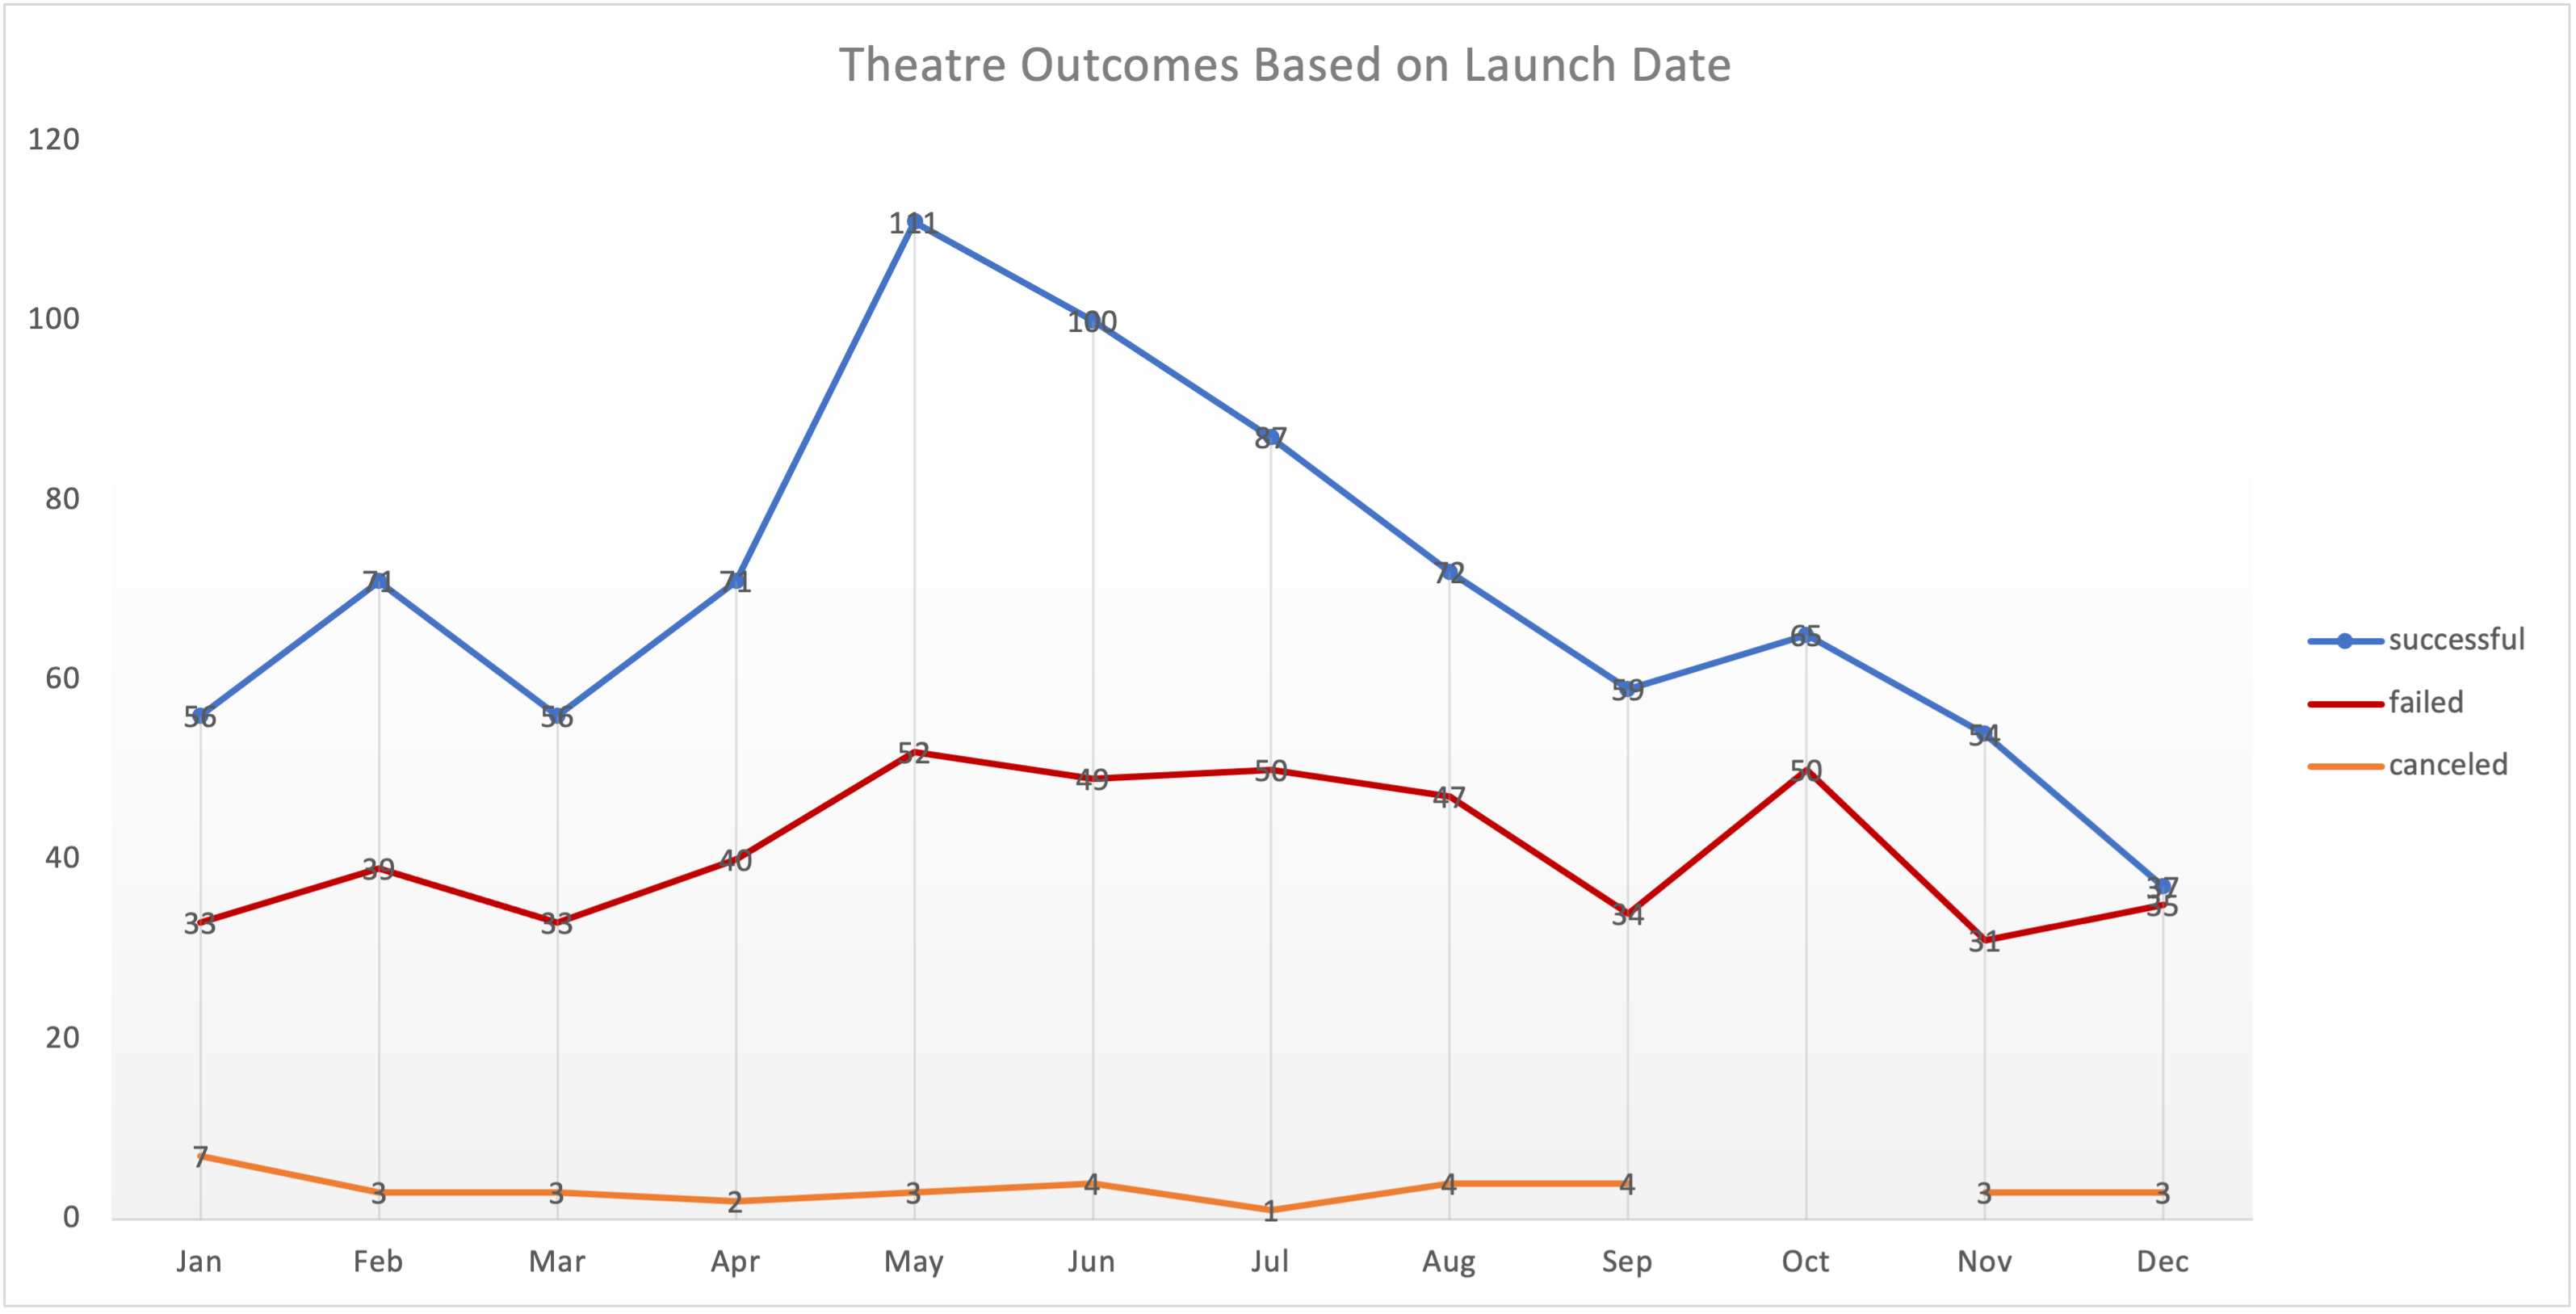 Theatre Outcomes Based on Launch Date
120
100
80
60
40
20
0
56 71 56 71 111 100 87 72 59 65 54 37
33 39 33 40 52 49 50 47 34 50 31 35
7 3 3 2 3 4 1 4 4 3 3
Jan Feb Mar Apr May Jun Jul Aug Sep Oct Nov Dec
successful
failed
canceled